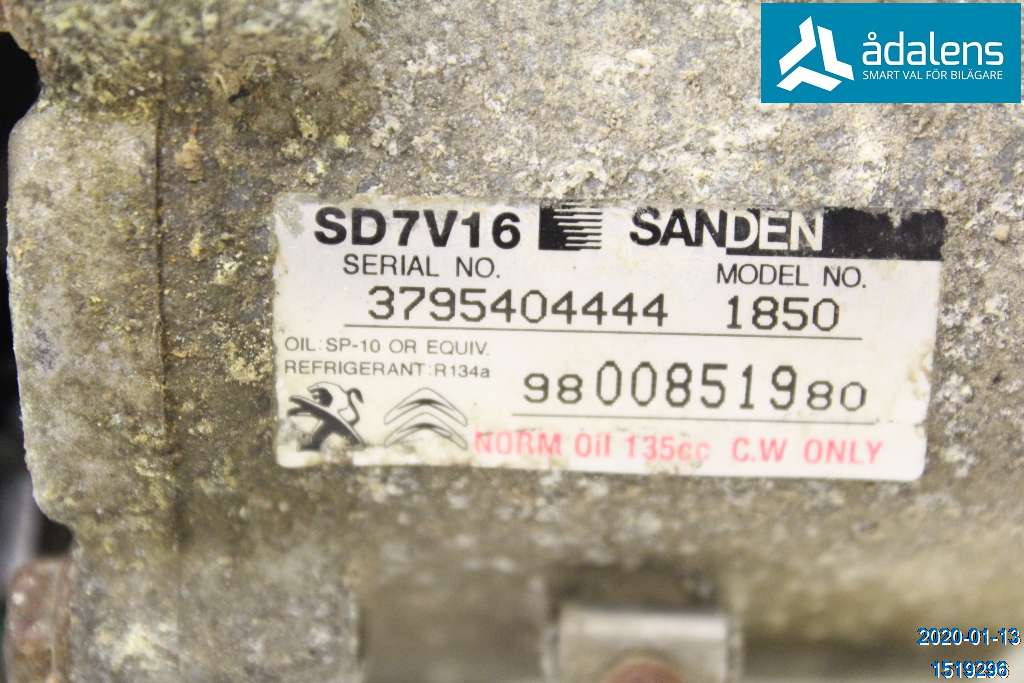 ådalens
SMART VAL FÖR BILÄGARE
SD7V16 SANDEN
SERIAL NO. MODEL NO.
3795404444 1850
OIL:SP-10 OR EQUIV.
REFRIGERANT:R134a
9800851980
NORM Oil 135cc C.W ONLY
2020-01-13
1519296